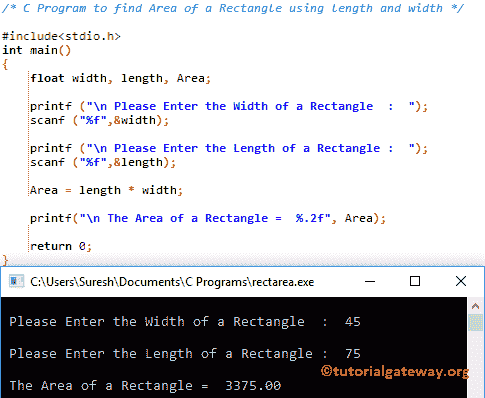 /* C Program to find Area of a Rectangle using length and width */
#include<stdio.h>
int main()
{
float width, length, Area;
printf ("\n Please Enter the Width of a Rectangle  :  ");
scanf ("%f",&width);
printf ("\n Please Enter the Length of a Rectangle :  ");
scanf ("%f",&length);
Area = length * width;
printf("\n The Area of a Rectangle =  %.2f", Area);
return 0;
}
C:\Users\Suresh\Documents\C Programs\rectarea.exe
Please Enter the Width of a Rectangle  :  45
Please Enter the Length of a Rectangle :  75
©tutorialgateway.org
The Area of a Rectangle =  3375.00